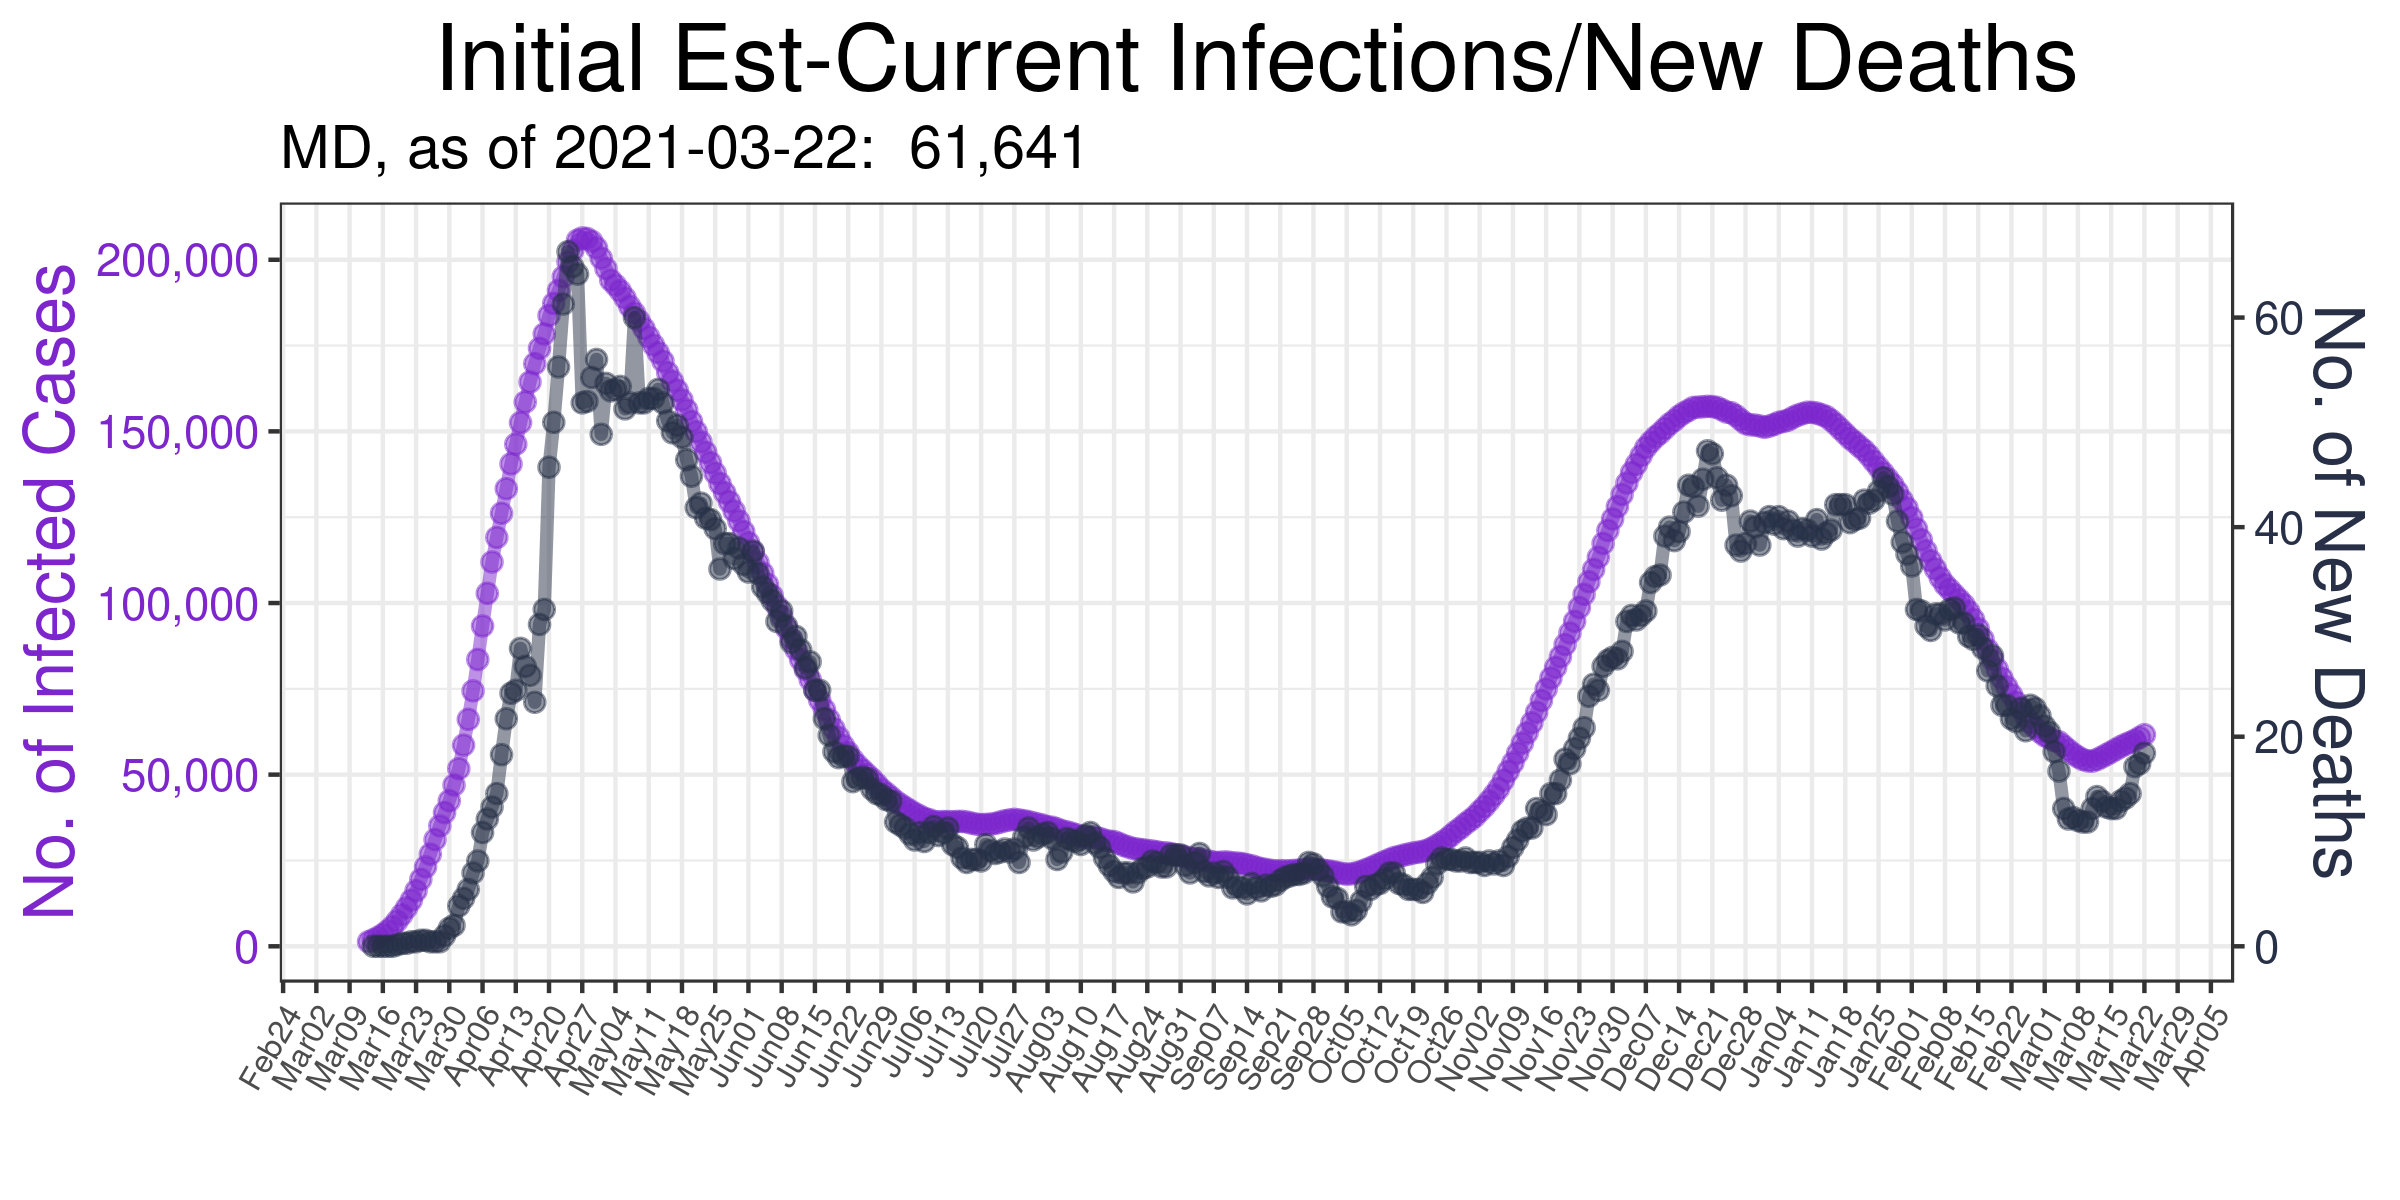 Initial Est-Current Infections/New Deaths
MD, as of 2021-03-22:  61,641
No. of Infected Cases
200,000
150,000
100,000
50,000
0
No. of New Deaths
60
40
20
0
Feb24
Mar02
Mar09
Mar16
Mar23
Mar30
Apr06
Apr13
Apr20
Apr27
May04
May11
May18
May25
Jun01
Jun08
Jun15
Jun22
Jun29
Jul06
Jul13
Jul20
Jul27
Aug03
Aug10
Aug17
Aug24
Aug31
Sep07
Sep14
Sep21
Sep28
Oct05
Oct12
Oct19
Oct26
Nov02
Nov09
Nov16
Nov23
Nov30
Dec07
Dec14
Dec21
Dec28
Jan04
Jan11
Jan18
Jan25
Feb01
Feb08
Feb15
Feb22
Mar01
Mar08
Mar15
Mar22
Mar29
Apr05